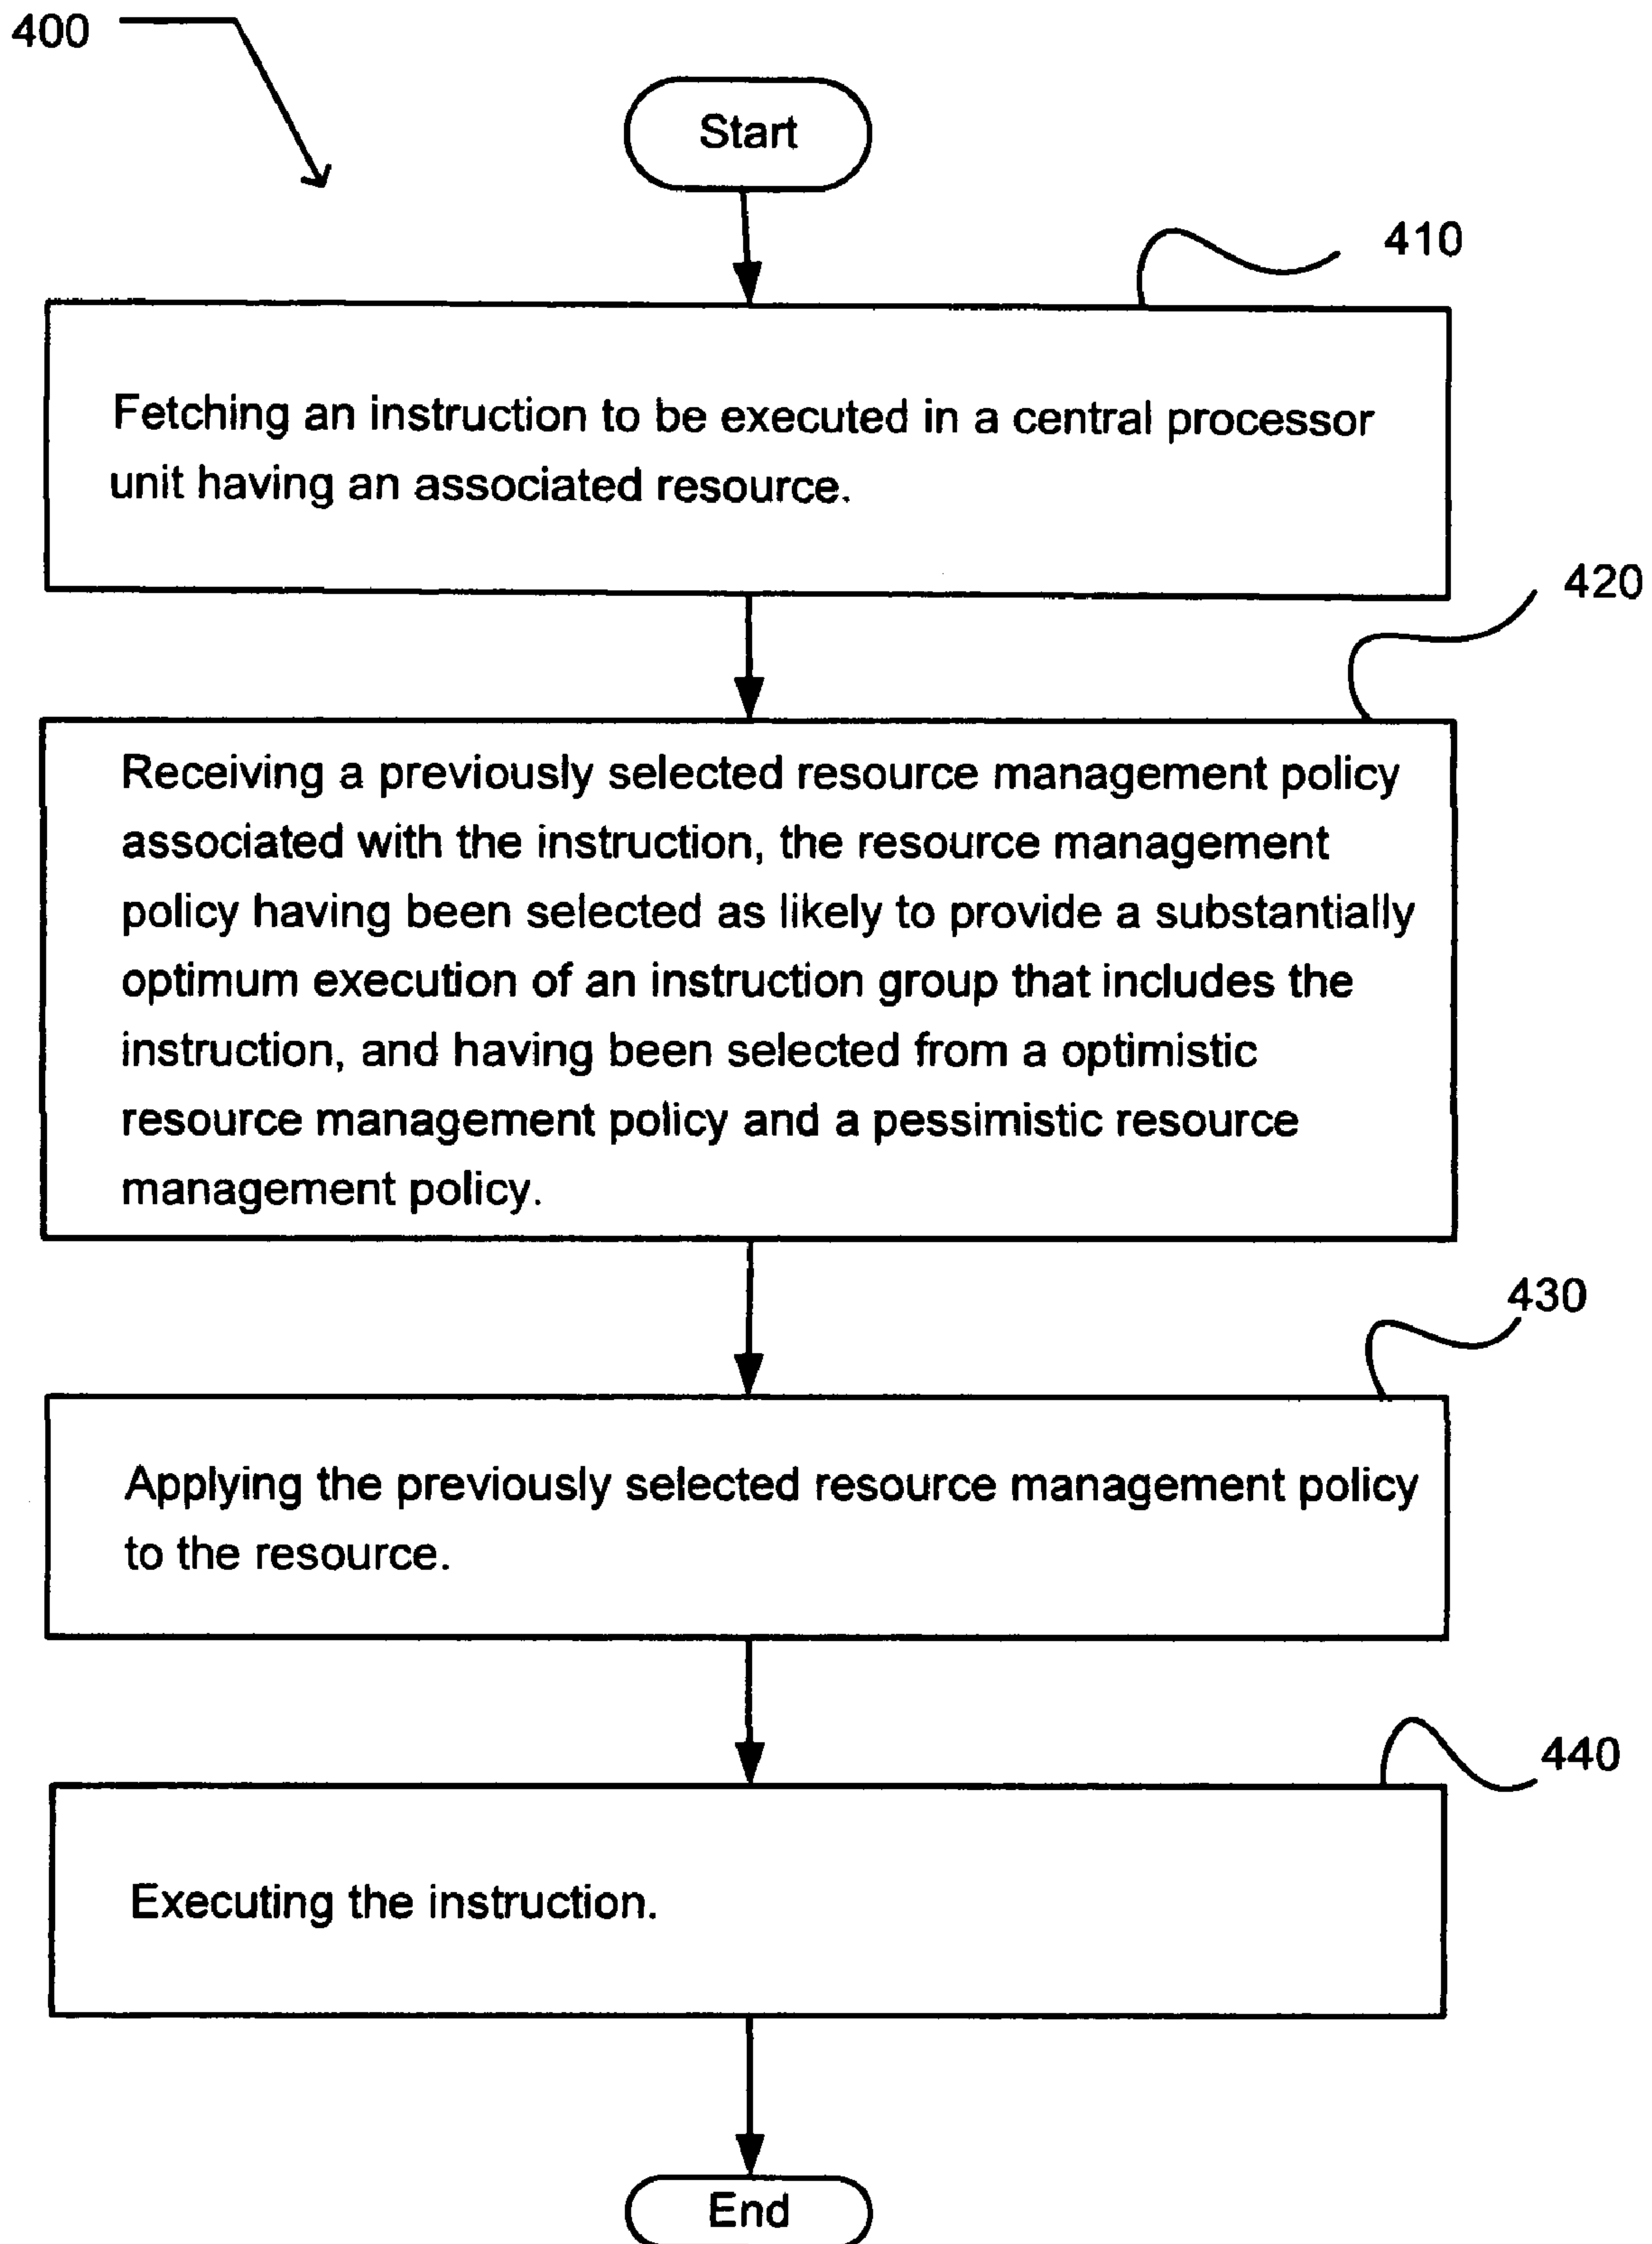 400
Start
410
Fetching an instruction to be executed in a central processor
unit having an associated resource.
420
Receiving a previously selected resource management policy
associated with the instruction, the resource management
policy having been selected as likely to provide a substantially
optimum execution of an instruction group that includes the
instruction, and having been selected from a optimistic
resource management policy and a pessimistic resource
management policy.
430
Applying the previously selected resource management policy
to the resource.
440
Executing the instruction.
End